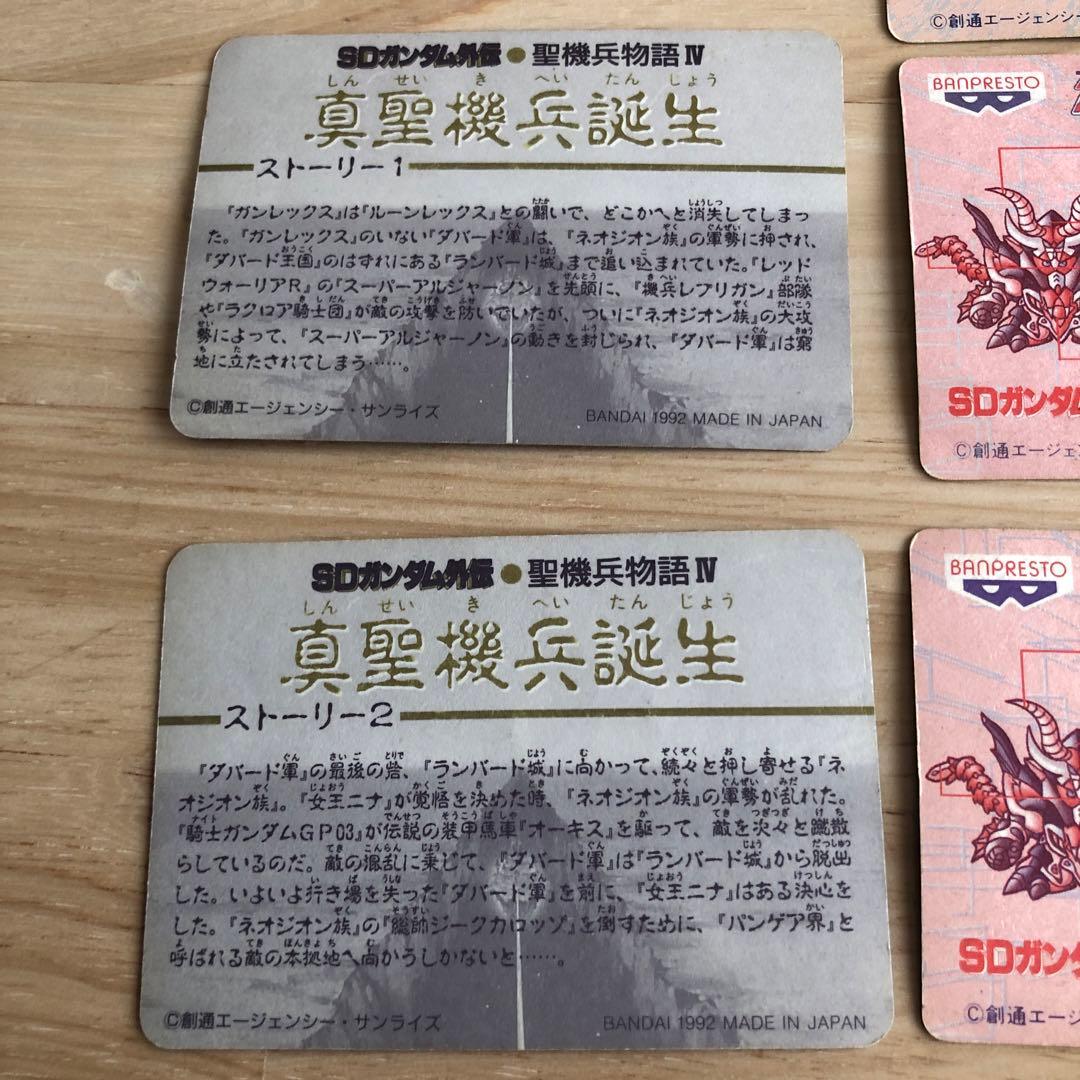 SDガンダム外伝●聖機兵物語Ⅳ
しん せい き へい たん じょう
真聖機兵誕生
ストーリー1
『ガンレックス』は『ルーンレックス』との闘いで、どこかへと消失してしまっ
た。『ガンレックス』のいない『ダバード軍』は、『ネオジオン族』の軍勢に押され、
『ダバード王国』のはずれにある『ランバード城』まで追い込まれていた。『レッド
ウォーリアR』の『スーパーアルジャーノン』を先頭に、『機兵レプリガン』部隊
や『ラクロア騎士団』が敵の攻撃を防いでいたが、ついに『ネオジオン族』の大攻
勢によって、『スーパーアルジャーノン』の動きを封じられ、『ダバード軍』は窮
地に立たされてしまう……。
©創通エージェンシー・サンライズ
BANDAI 1992 MADE IN JAPAN
SDガンダム外伝●聖機兵物語Ⅳ
しん せい き へい たん じょう
真聖機兵誕生
ストーリー2
『ダバード軍』の最後の砦、『ランバード城』に向かって、続々と押し寄せる『ネ
オジオン族』。『女王ニナ』が覚悟を決めた時、『ネオジオン族』の軍勢が乱れた。
『騎士ガンダムGP03』が伝説の装甲馬車『オーキス』を駆って、敵を次々と蹴散
らしているのだ。敵の混乱に乗じて、『ダバード軍』は『ランバード城』から脱出
した。いよいよ行き場を失った『ダバード軍』を前に、『女王ニナ』はある決心を
した。『ネオジオン族』の『総帥ジークカロッゾ』を倒すために、『パンゲア界』と
呼ばれる敵の本拠地へ向かうしかないと……。
©創通エージェンシー・サンライズ
BANDAI 1992 MADE IN JAPAN
©創通エージェンシー
BANPRESTO
SDガンダム
©創通エージェン
BANPRESTO
SDガンダ
©創通エージ